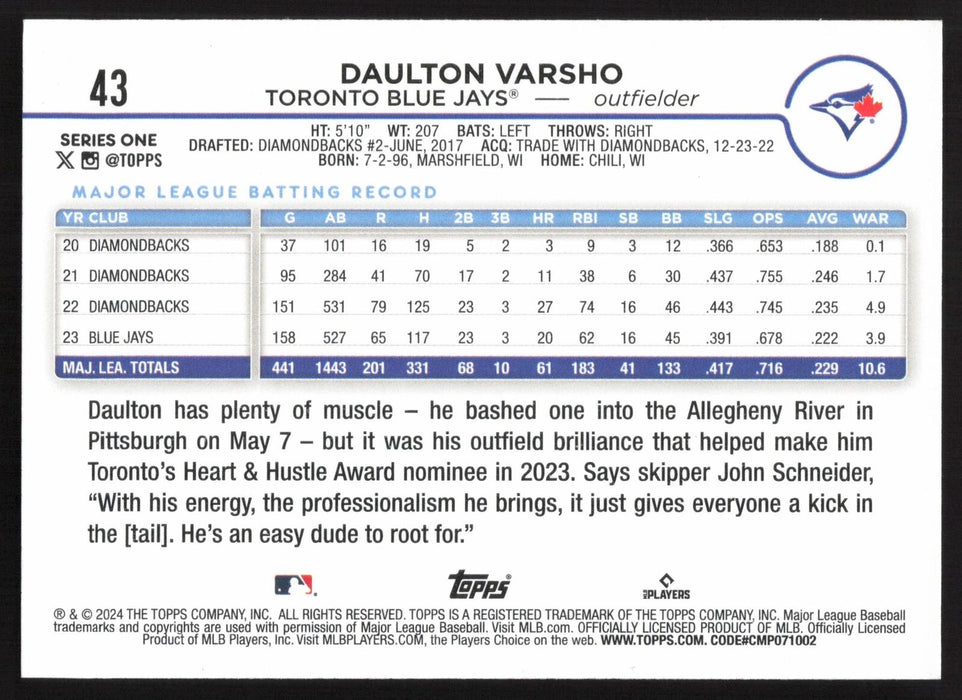 43
DAULTON VARSHO
TORONTO BLUE JAYS® — outfielder
SERIES ONE
@TOPPS
HT: 5'10" WT: 207 BATS: LEFT THROWS: RIGHT
DRAFTED: DIAMONDBACKS #2-JUNE, 2017 ACQ: TRADE WITH DIAMONDBACKS, 12-23-22
BORN: 7-2-96, MARSHFIELD, WI HOME: CHILI, WI
MAJOR LEAGUE BATTING RECORD
YR CLUB G AB R H 2B 3B HR RBI SB BB SLG OPS AVG WAR
20 DIAMONDBACKS 37 101 16 19 5 2 3 9 3 12 .366 .653 .188 0.1
21 DIAMONDBACKS 95 284 41 70 17 2 11 38 6 30 .437 .755 .246 1.7
22 DIAMONDBACKS 151 531 79 125 23 3 27 74 16 46 .443 .745 .235 4.9
23 BLUE JAYS 158 527 65 117 23 3 20 62 16 45 .391 .678 .222 3.9
MAJ. LEA. TOTALS 441 1443 201 331 68 10 61 183 41 133 .417 .716 .229 10.6
Daulton has plenty of muscle – he bashed one into the Allegheny River in
Pittsburgh on May 7 – but it was his outfield brilliance that helped make him
Toronto's Heart & Hustle Award nominee in 2023. Says skipper John Schneider,
"With his energy, the professionalism he brings, it just gives everyone a kick in
the [tail]. He's an easy dude to root for."
Topps®
MLB PLAYERS
® & © 2024 THE TOPPS COMPANY, INC. ALL RIGHTS RESERVED. TOPPS IS A REGISTERED TRADEMARK OF THE TOPPS COMPANY, INC. Major League Baseball
trademarks and copyrights are used with permission of Major League Baseball. Visit MLB.com. OFFICIALLY LICENSED PRODUCT OF MLB. Officially Licensed
Product of MLB Players, Inc. Visit MLBPLAYERS.COM, the Players Choice on the web. WWW.TOPPS.COM. CODE#CMP071002